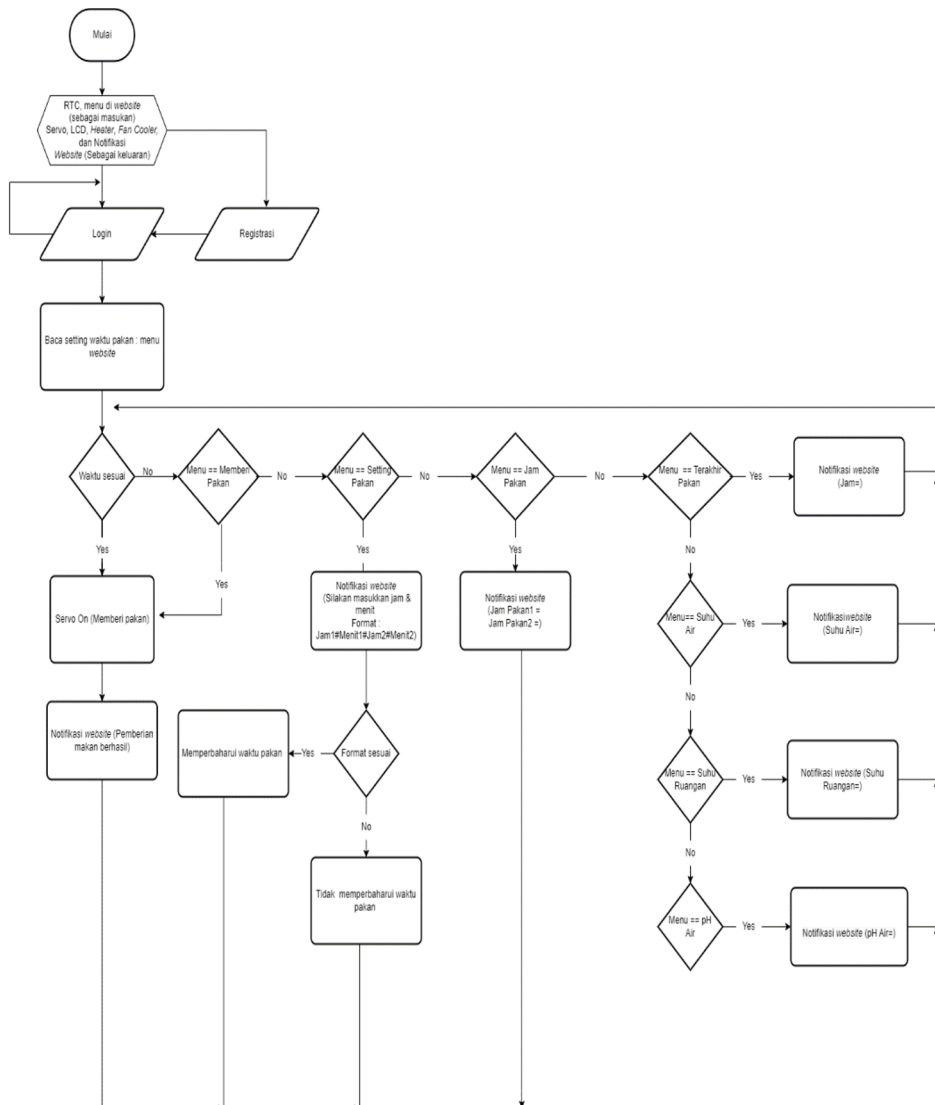 Mulai
RTC, menu di website
(sebagai masukan)
Servo, LCD, Heater, Fan Cooler,
dan Notifikasi
Website (Sebagai keluaran)
Login
Registrasi
Baca setting waktu pakan : menu
website
Waktu sesuai
No
Menu == Memberi
Pakan
No
Menu == Setting
Pakan
No
Menu == Jam
Pakan
No
Menu == Terakhir
Pakan
Yes
Notifikasi website
(Jam=)
Yes
Yes
Yes
Yes
No
Servo On (Memberi pakan)
Notifikasi website
(Silakan masukkan jam &
menit
Format :
Jam1#Menit1#Jam2#Menit2)
Notifikasi website
(Jam Pakan1 =
Jam Pakan2 =)
Menu== Suhu
Air
Yes
Notifikasiwebsite
(Suhu Air=)
No
Notifikasi website (Pemberian
makan berhasil)
Memperbaharui waktu pakan
Yes
Format sesuai
Menu == Suhu
Ruangan
Yes
Notifikasi website (Suhu
Ruangan=)
No
No
Tidak memperbaharui waktu
pakan
Menu == pH
Air
Yes
Notifikasi website (pH Air=)